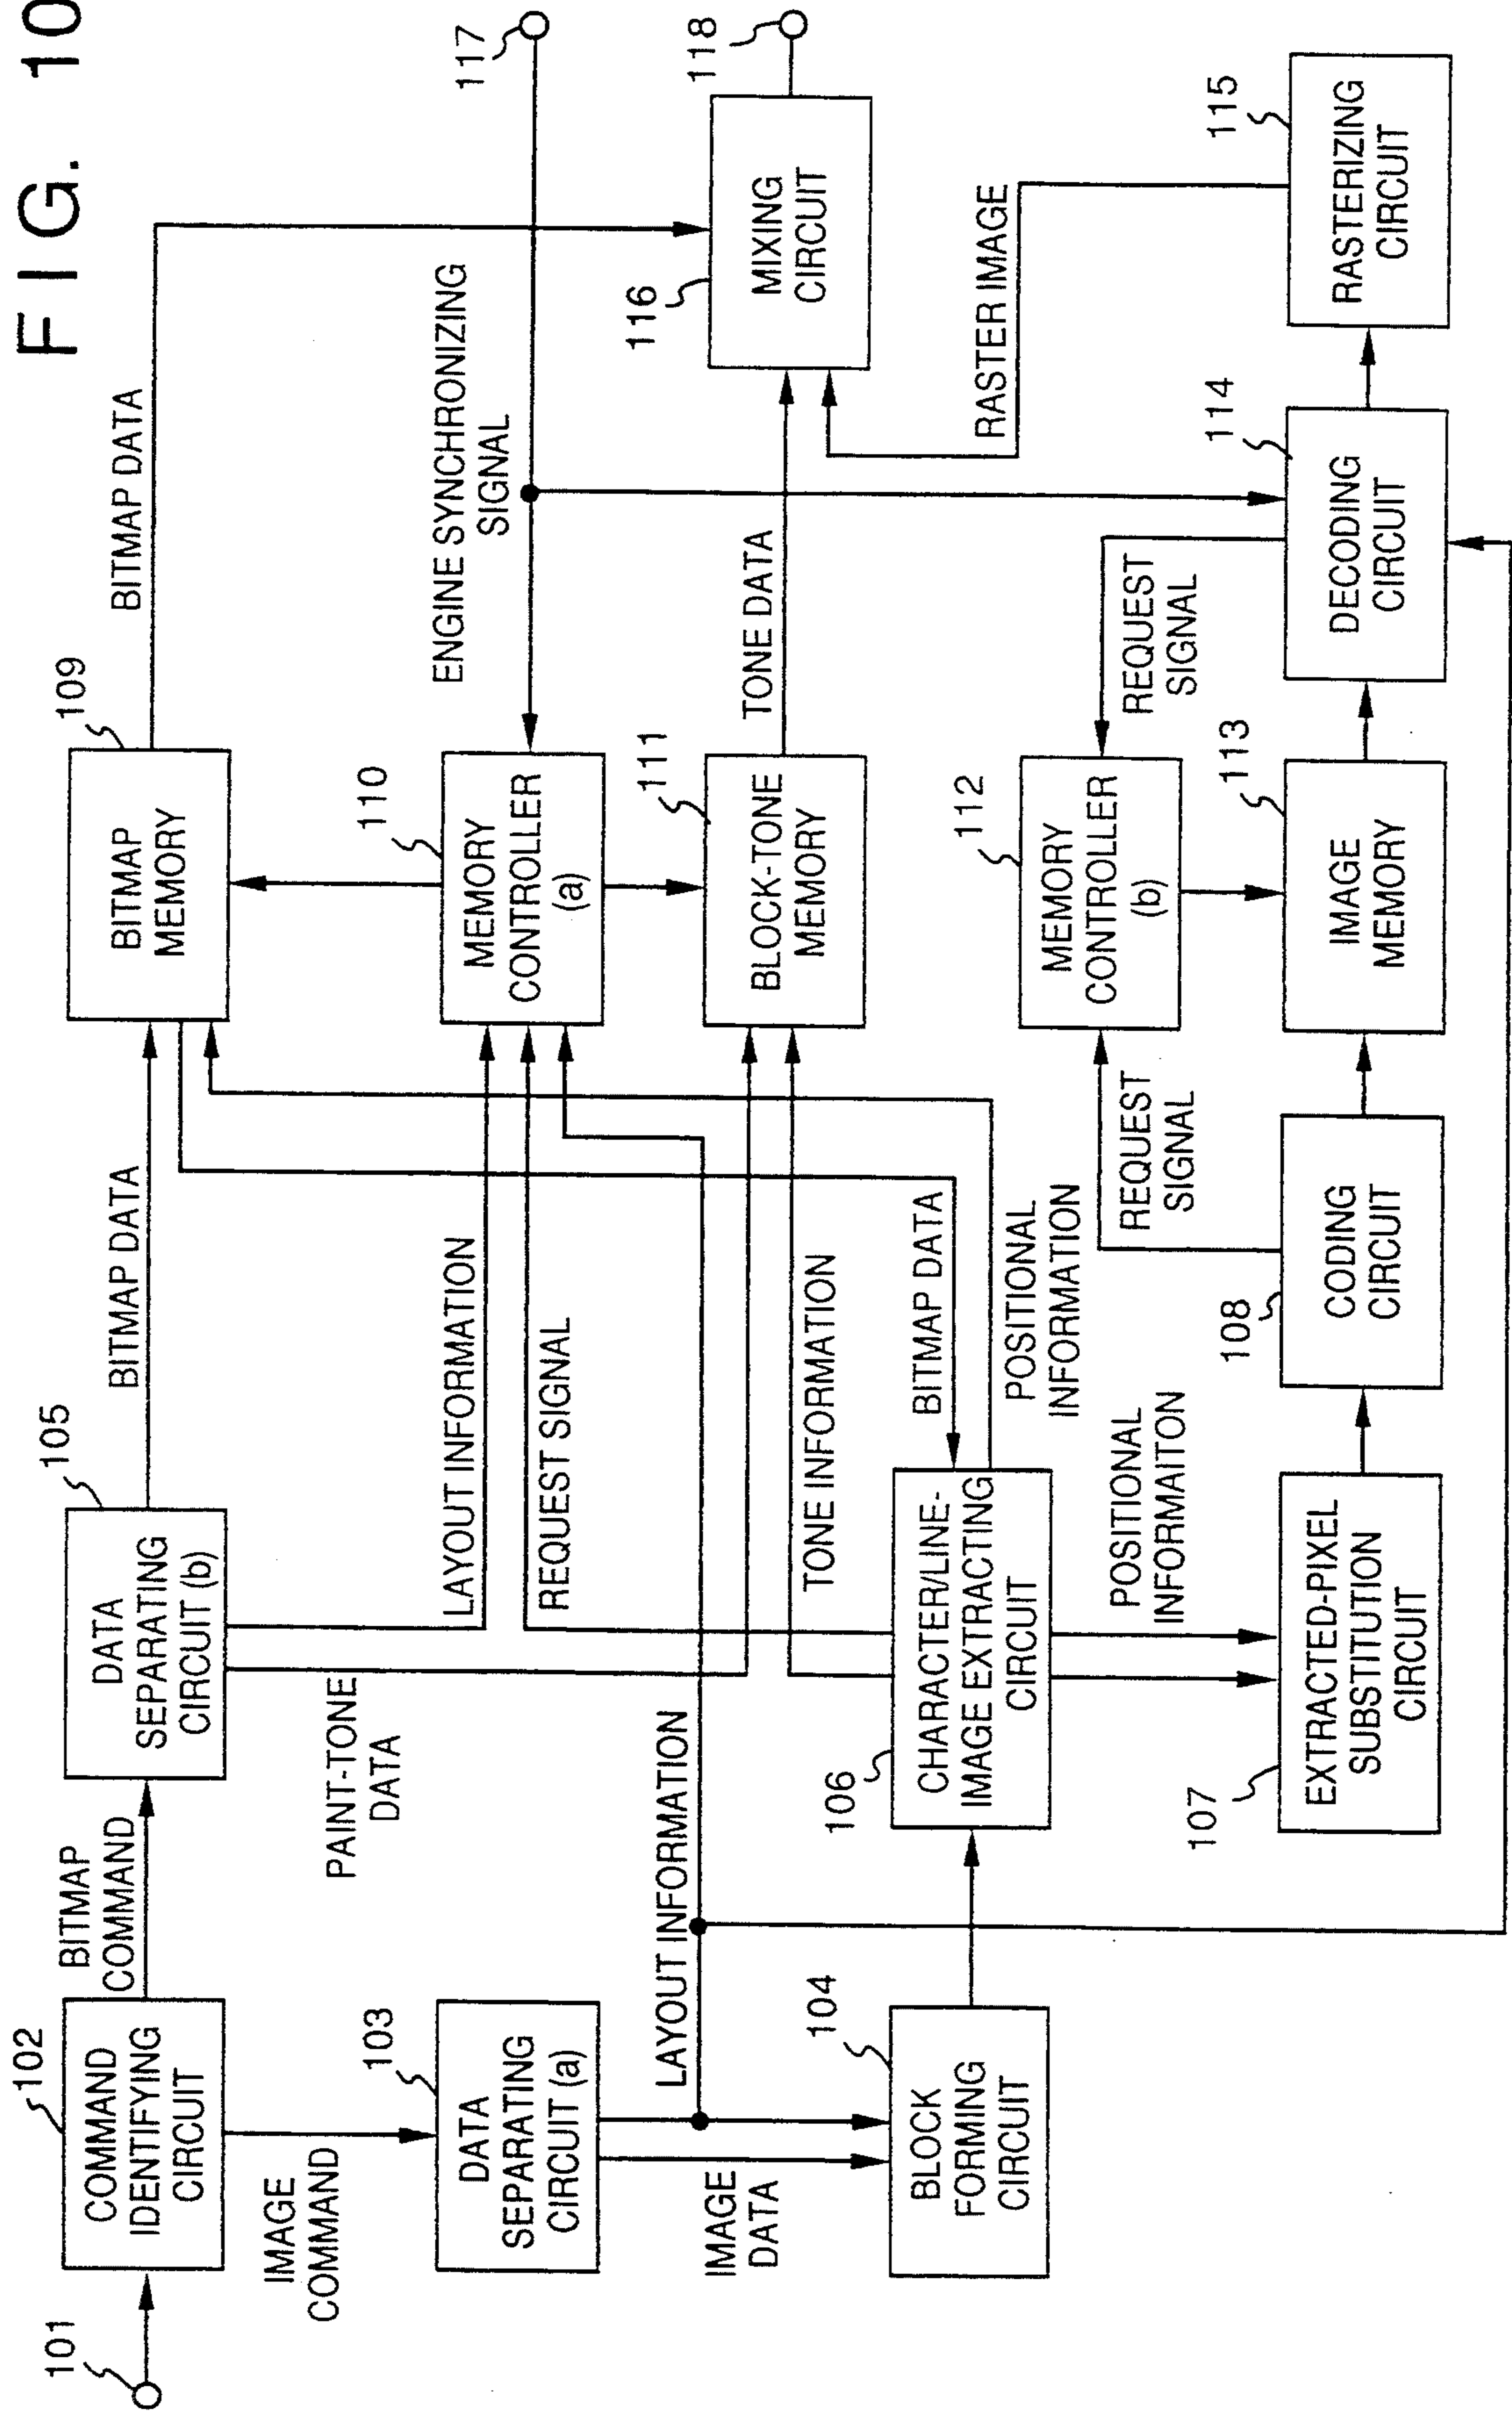 FIG. 10
101
102
COMMAND
IDENTIFYING
CIRCUIT
BITMAP
COMMAND
105
DATA
SEPARATING
CIRCUIT (b)
BITMAP DATA
109
BITMAP
MEMORY
BITMAP DATA
117
IMAGE
COMMAND
103
DATA
SEPARATING
CIRCUIT (a)
PAINT-TONE
DATA
LAYOUT INFORMATION
REQUEST SIGNAL
110
MEMORY
CONTROLLER
(a)
ENGINE SYNCHRONIZING
SIGNAL
IMAGE
DATA
LAYOUT INFORMATION
TONE INFORMATION
111
BLOCK-TONE
MEMORY
TONE DATA
116
MIXING
CIRCUIT
118
104
BLOCK
FORMING
CIRCUIT
106
CHARACTER/LINE-
IMAGE EXTRACTING
CIRCUIT
BITMAP DATA
POSITIONAL
INFORMATION
POSITIONAL
INFORMAITON
REQUEST
SIGNAL
112
MEMORY
CONTROLLER
(b)
REQUEST
SIGNAL
RASTER IMAGE
107
EXTRACTED-PIXEL
SUBSTITUTION
CIRCUIT
108
CODING
CIRCUIT
113
IMAGE
MEMORY
114
DECODING
CIRCUIT
115
RASTERIZING
CIRCUIT